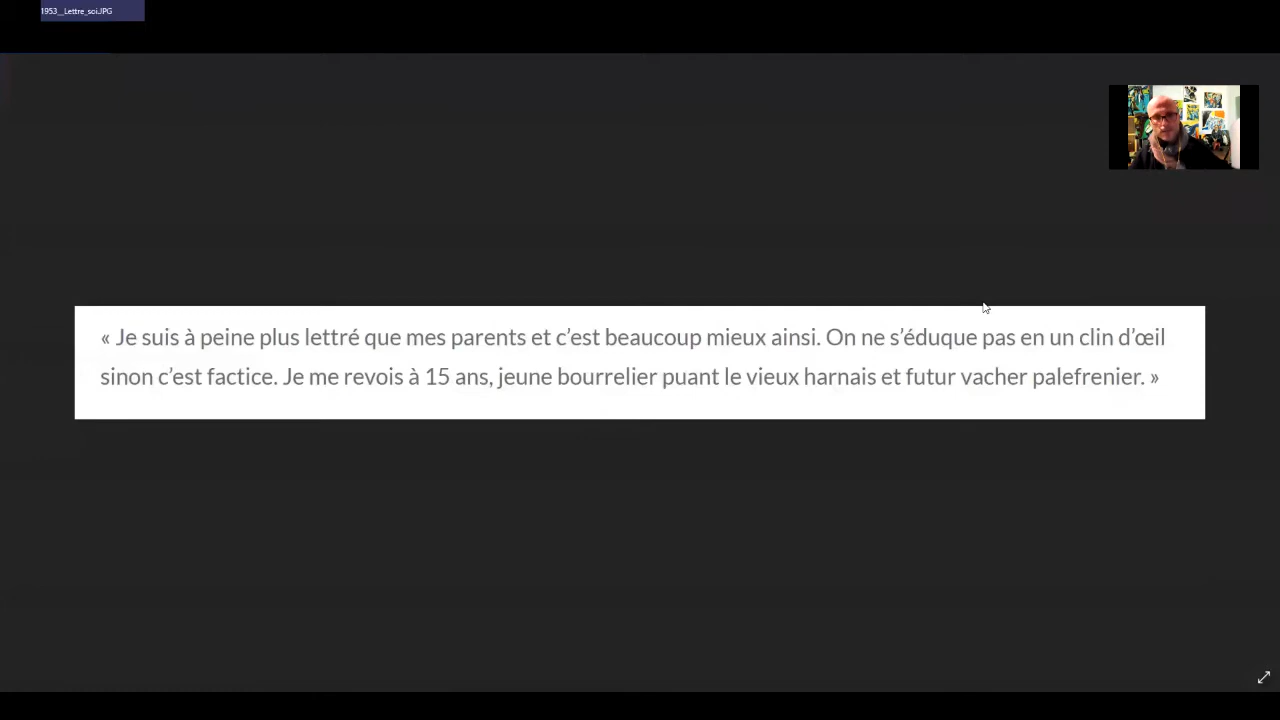 1953__Lettre_soi.JPG
« Je suis à peine plus lettré que mes parents et c’est beaucoup mieux ainsi. On ne s’éduque pas en un clin d’œil
sinon c’est factice. Je me revois à 15 ans, jeune bourrelier puant le vieux harnais et futur vacher palefrenier. »